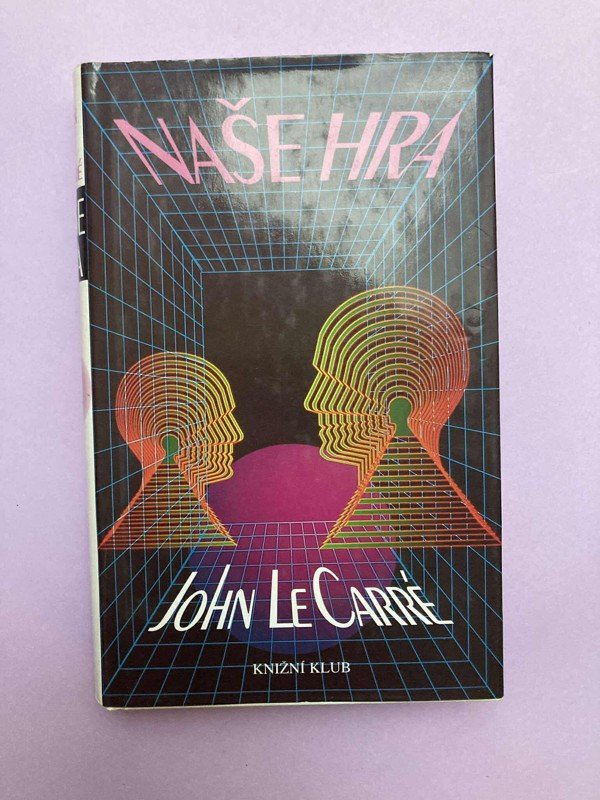 NAŠE HRA
JOHN LE CARRÉ
KNIŽNÍ KLUB